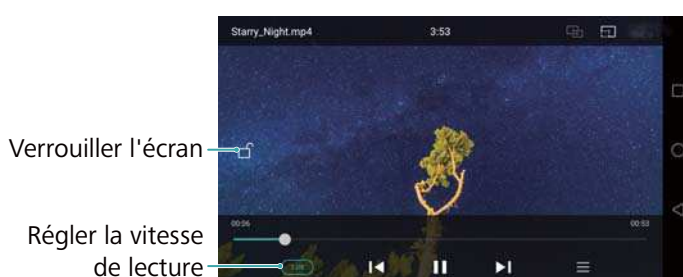 Starry_Night.mp4 3:53
Verrouiller l'écran
00:06 00:53
Régler la vitesse
de lecture